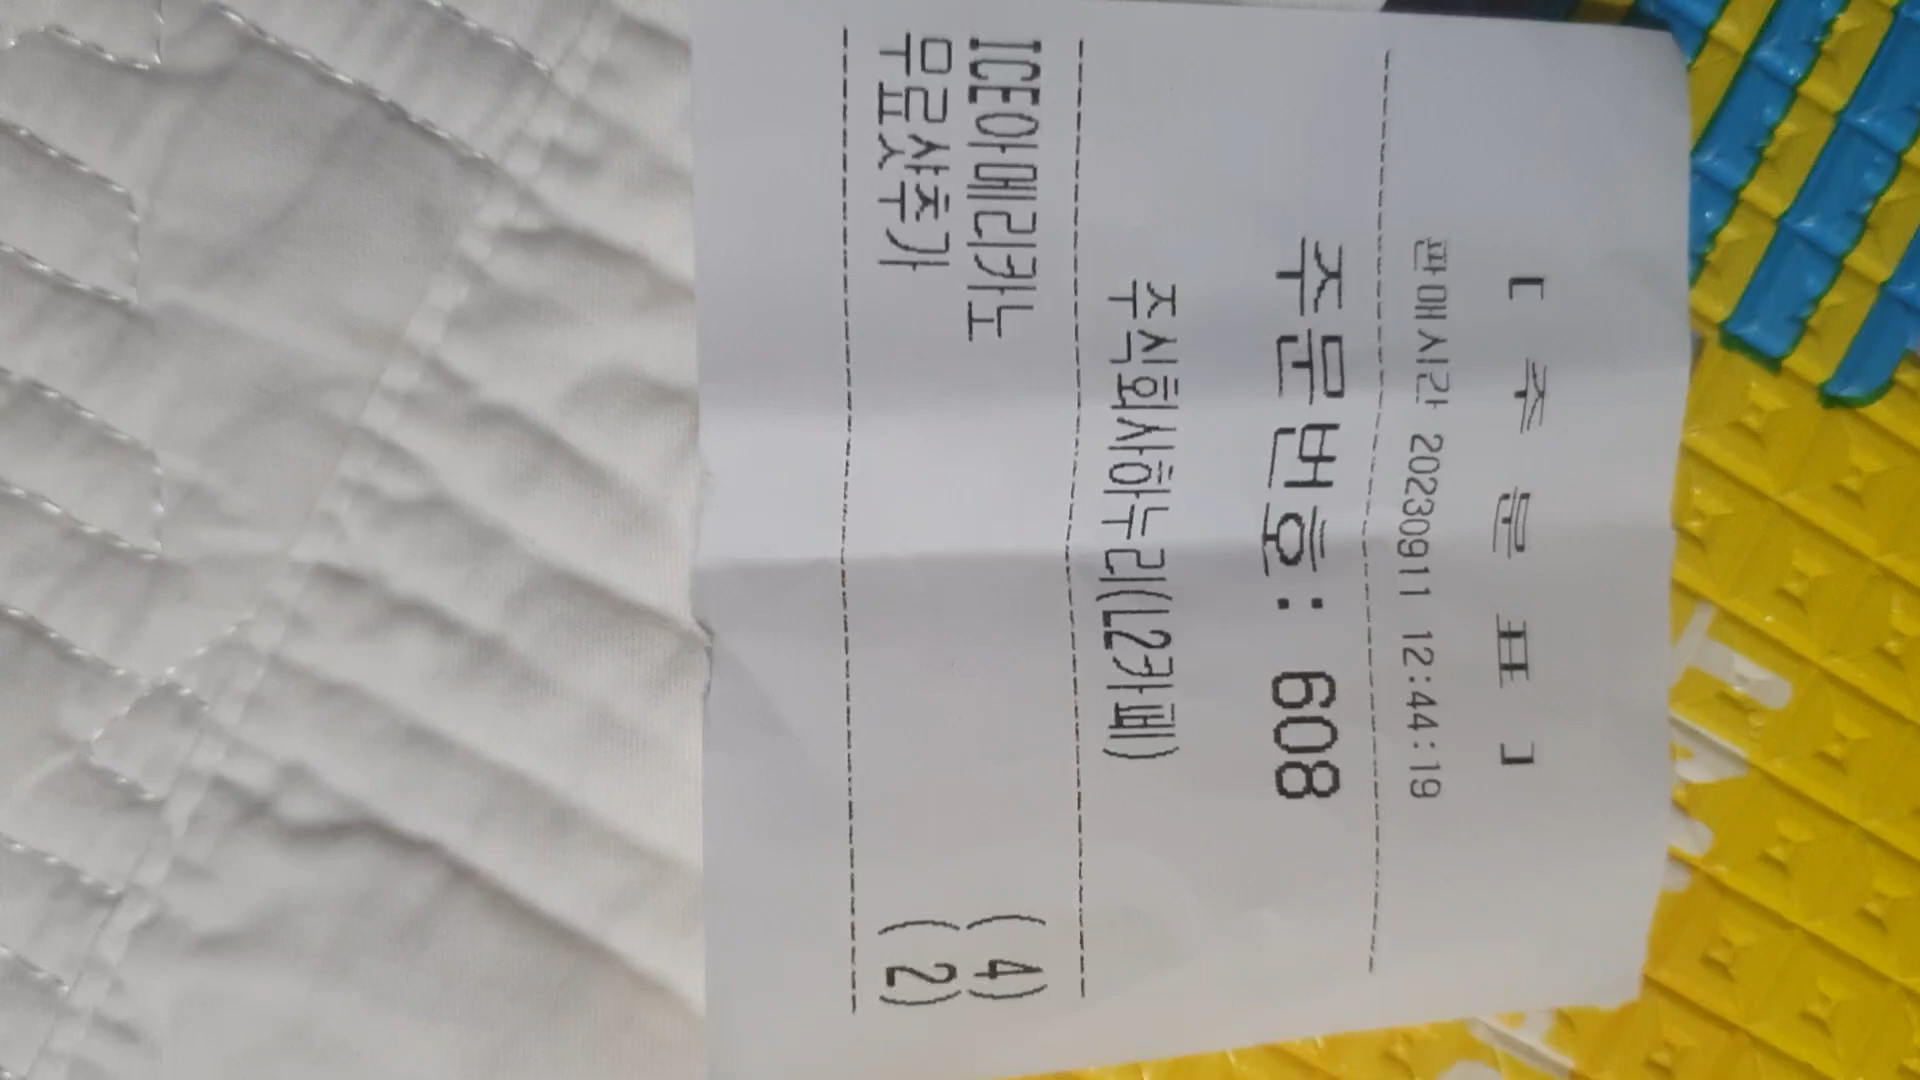 [ 주 문 표 ]
판매시간 20230911 12:44:19
주문번호: 608
주식회사하누리(L2카페)
ICE아메리카노 ( 4)
무료샷추가 ( 2)